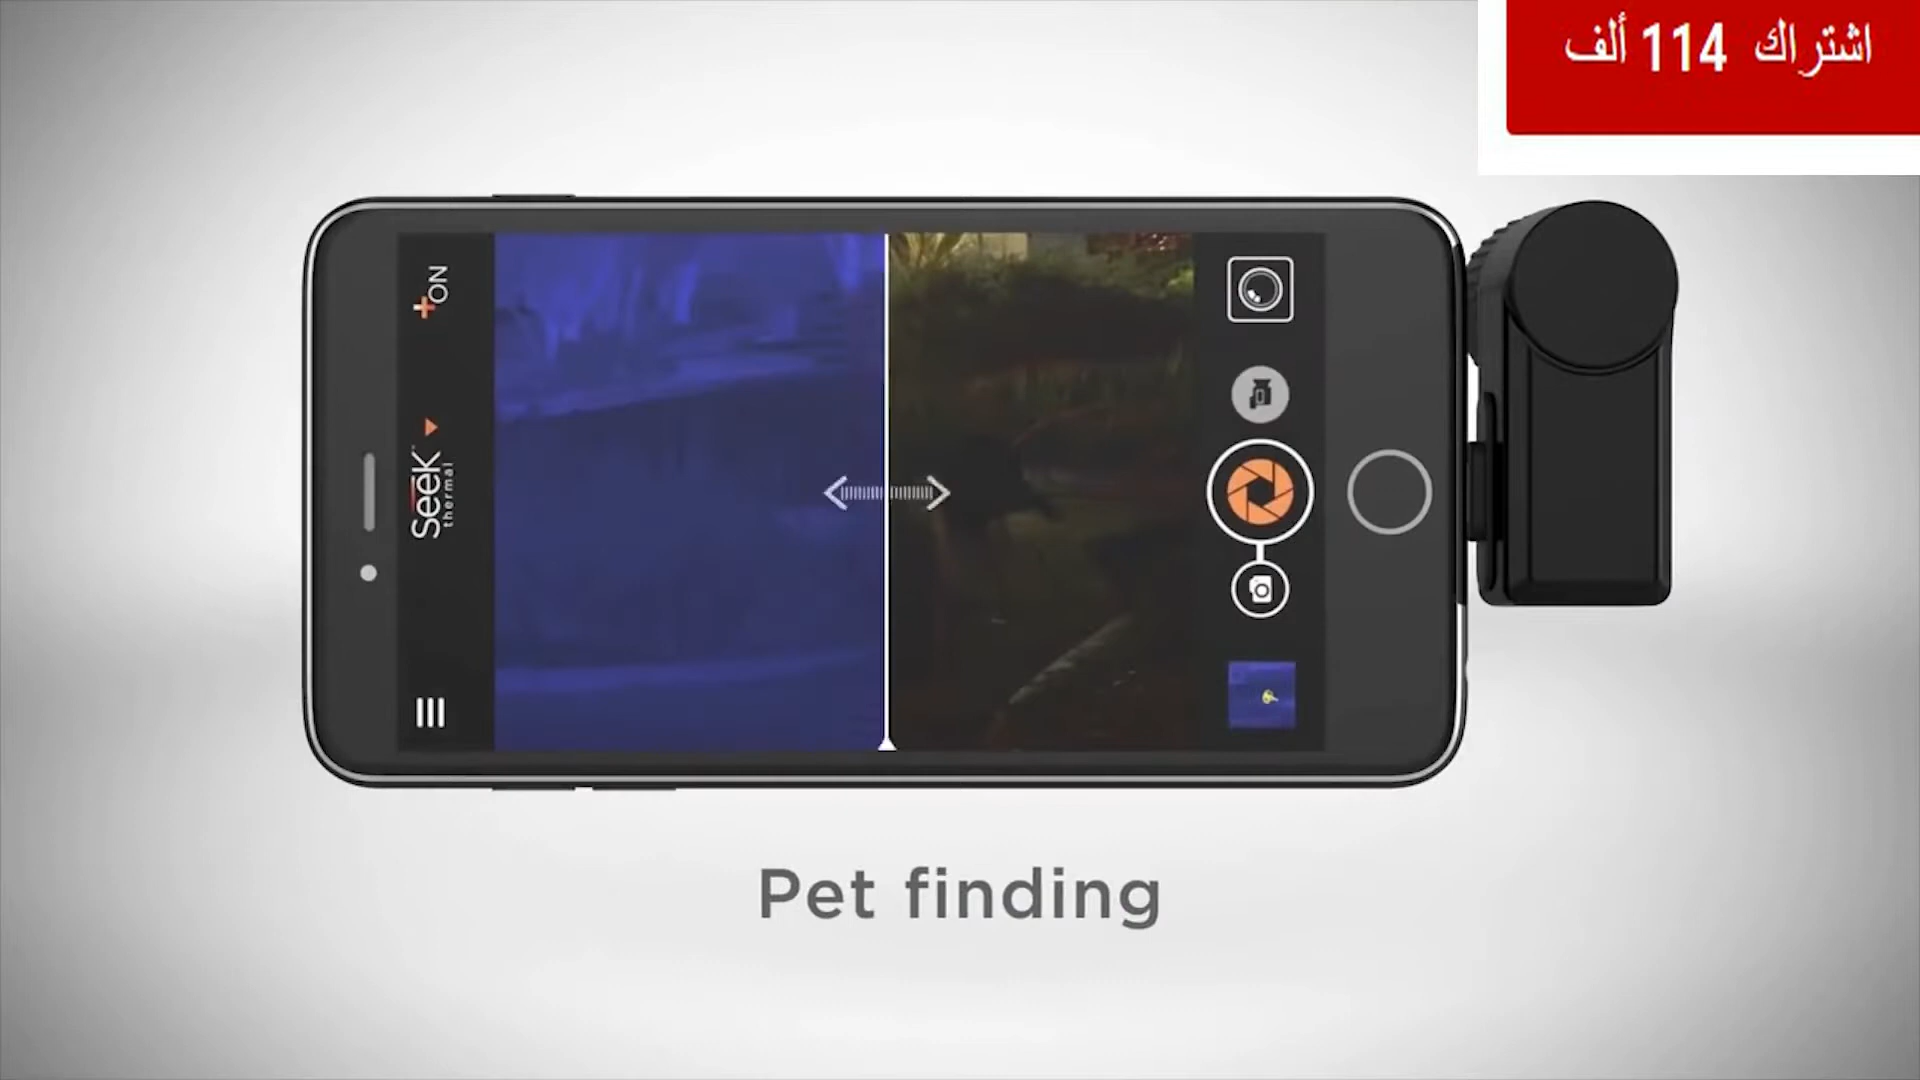 اشتراك 114 ألف
+ON
Seek
thermal
Pet finding